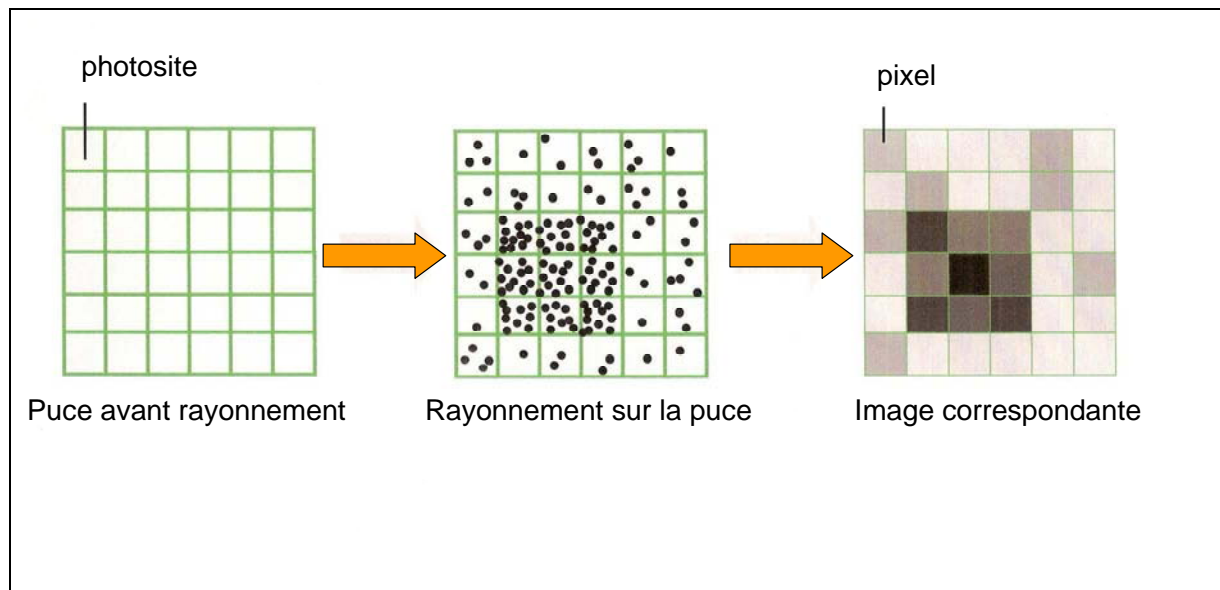 photosite
pixel
Puce avant rayonnement
Rayonnement sur la puce
Image correspondante